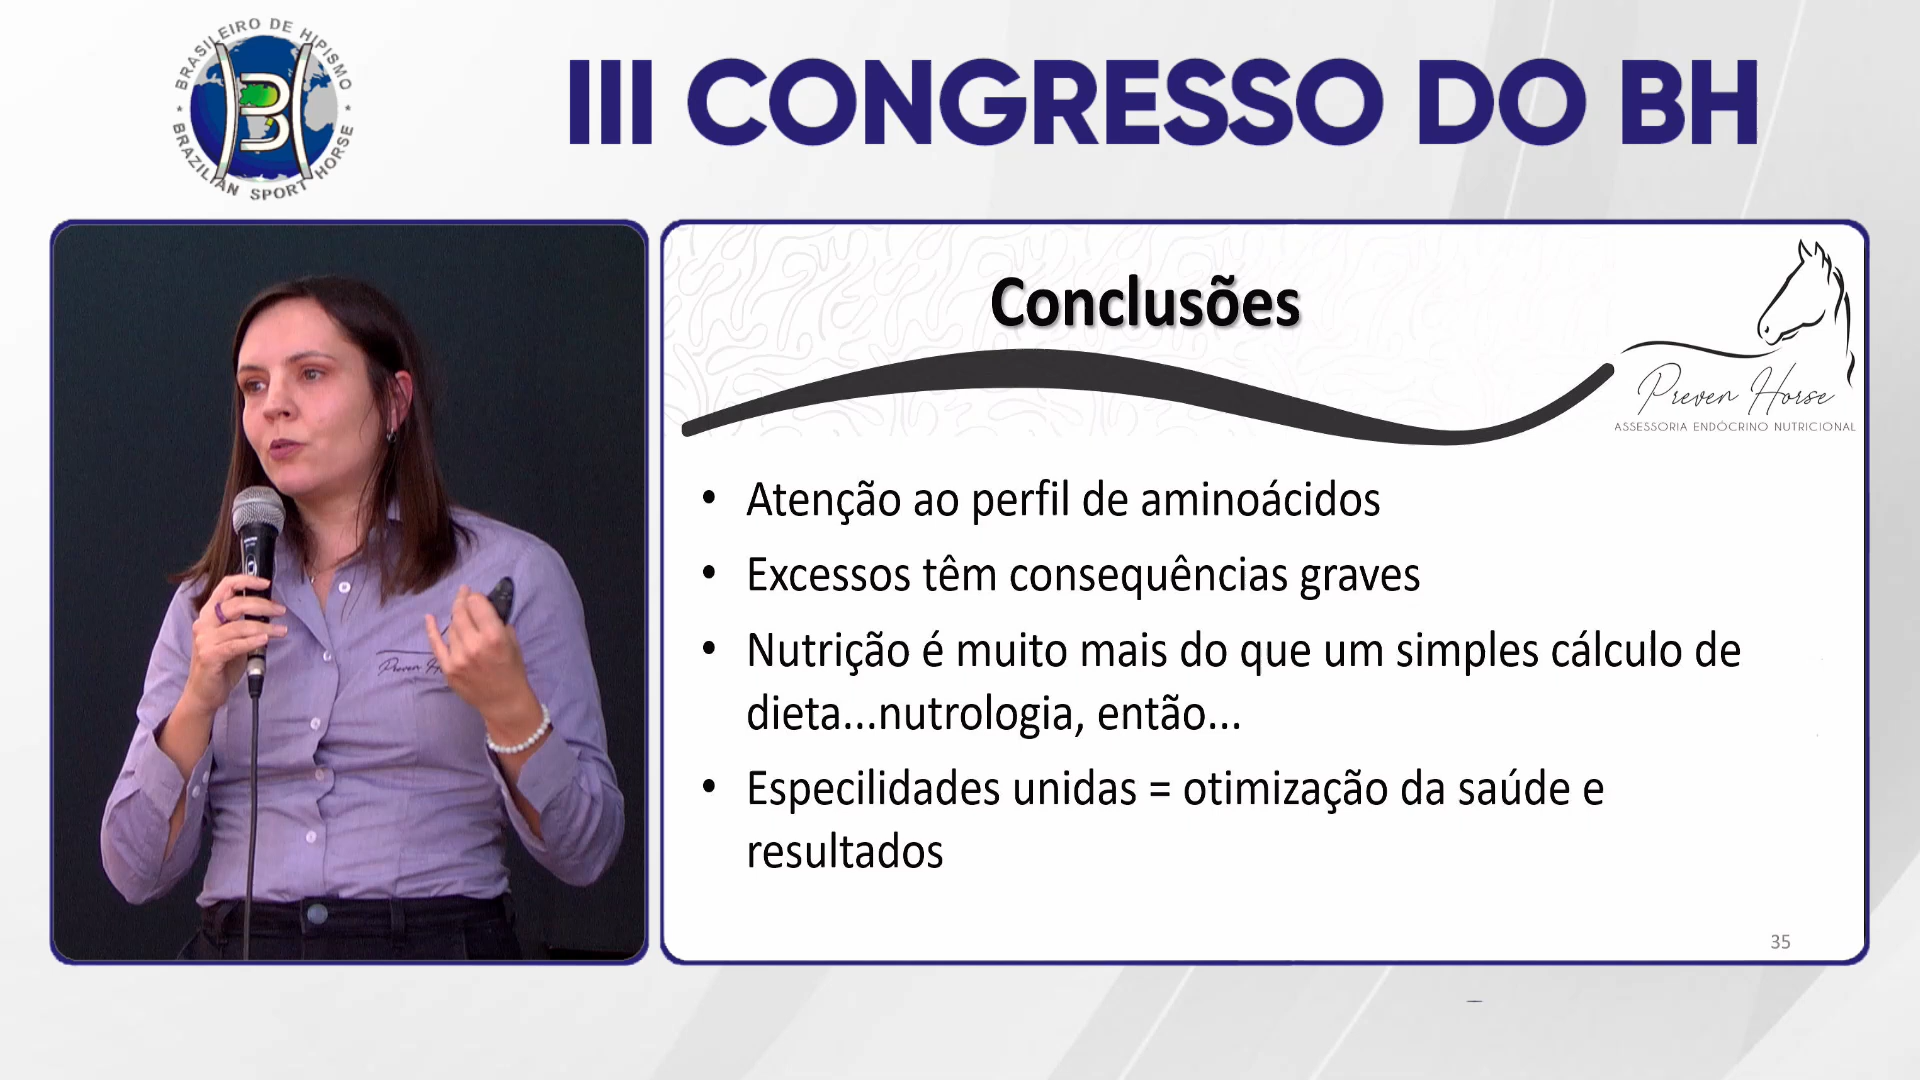 BRASILEIRO DE HIPISMO
BH
BRAZILIAN SPORT HORSE
III CONGRESSO DO BH
Conclusões
Preven Horse
ASSESSORIA ENDÓCRINO NUTRICIONAL
• Atenção ao perfil de aminoácidos
• Excessos têm consequências graves
• Nutrição é muito mais do que um simples cálculo de
dieta...nutrologia, então...
• Especilidades unidas = otimização da saúde e
resultados
35